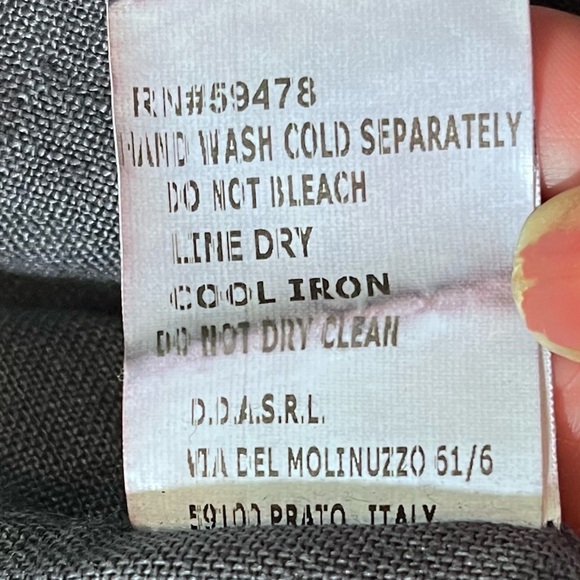 RN#59478
HAND WASH COLD SEPARATELY
DO NOT BLEACH
LINE DRY
COOL IRON
DO NOT DRY CLEAN
D.D.A.S.R.L.
VIA DEL MOLINUZZO 61/6
59100 PRATO, ITALY